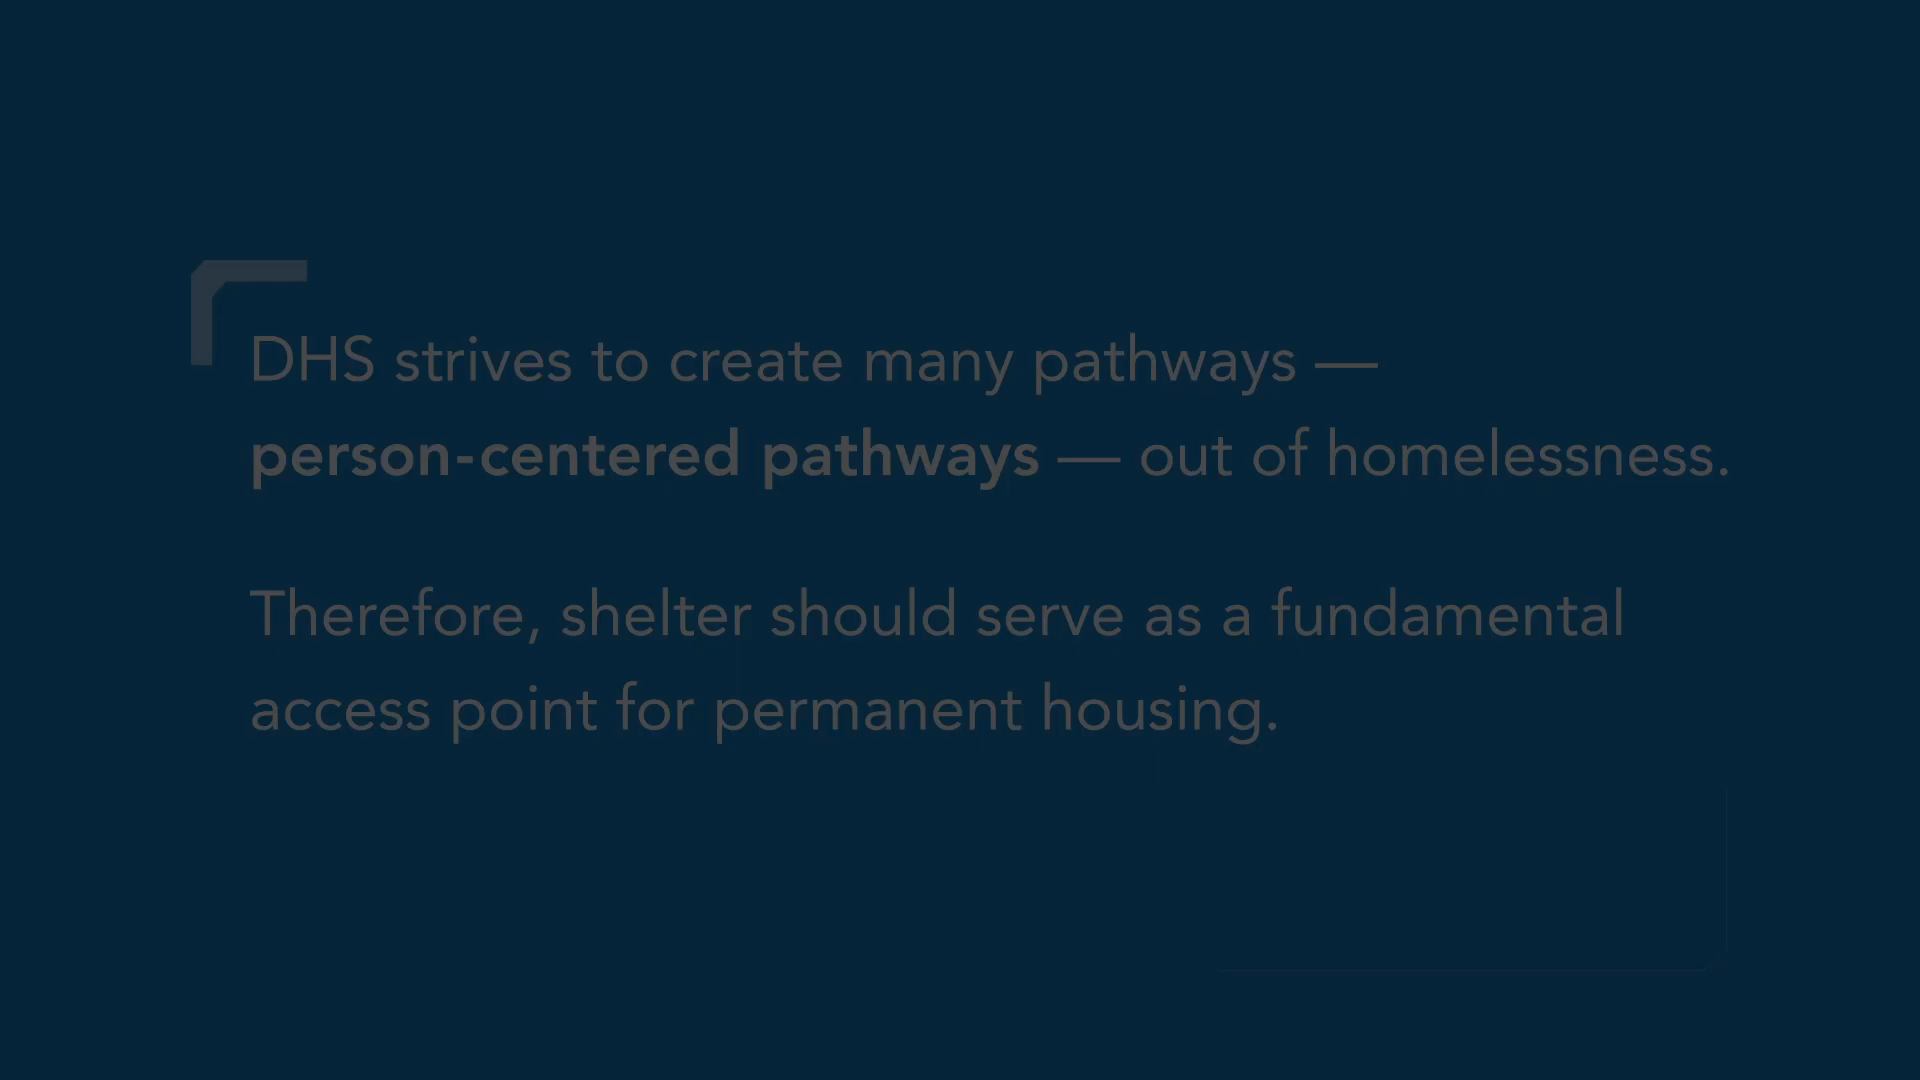 DHS strives to create many pathways —
person-centered pathways — out of homelessness.
Therefore, shelter should serve as a fundamental
access point for permanent housing.